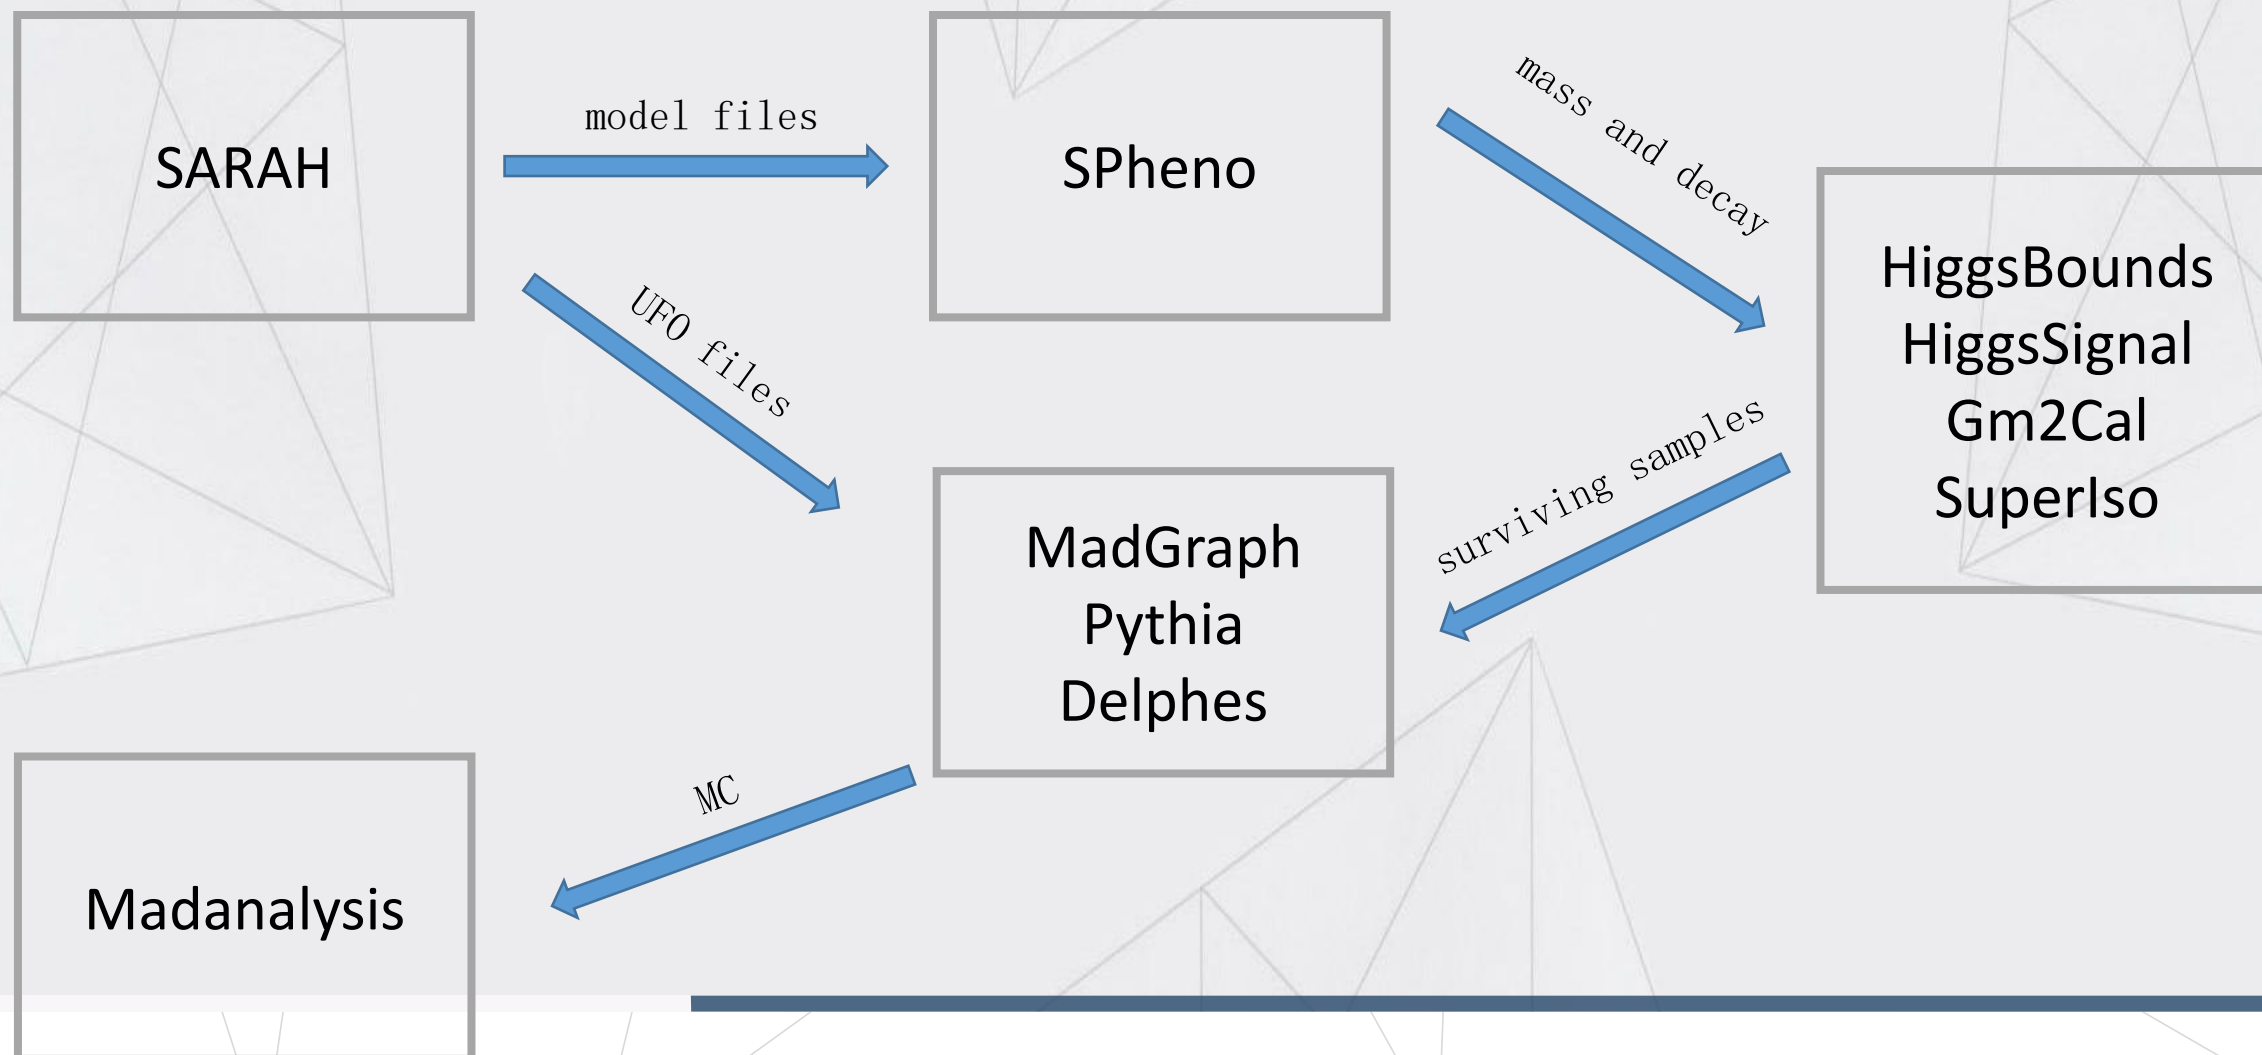 SARAH
model files
SPheno
mass and decay
UFO files
HiggsBounds
HiggsSignal
Gm2Cal
SuperIso
surviving samples
MadGraph
Pythia
Delphes
MC
Madanalysis